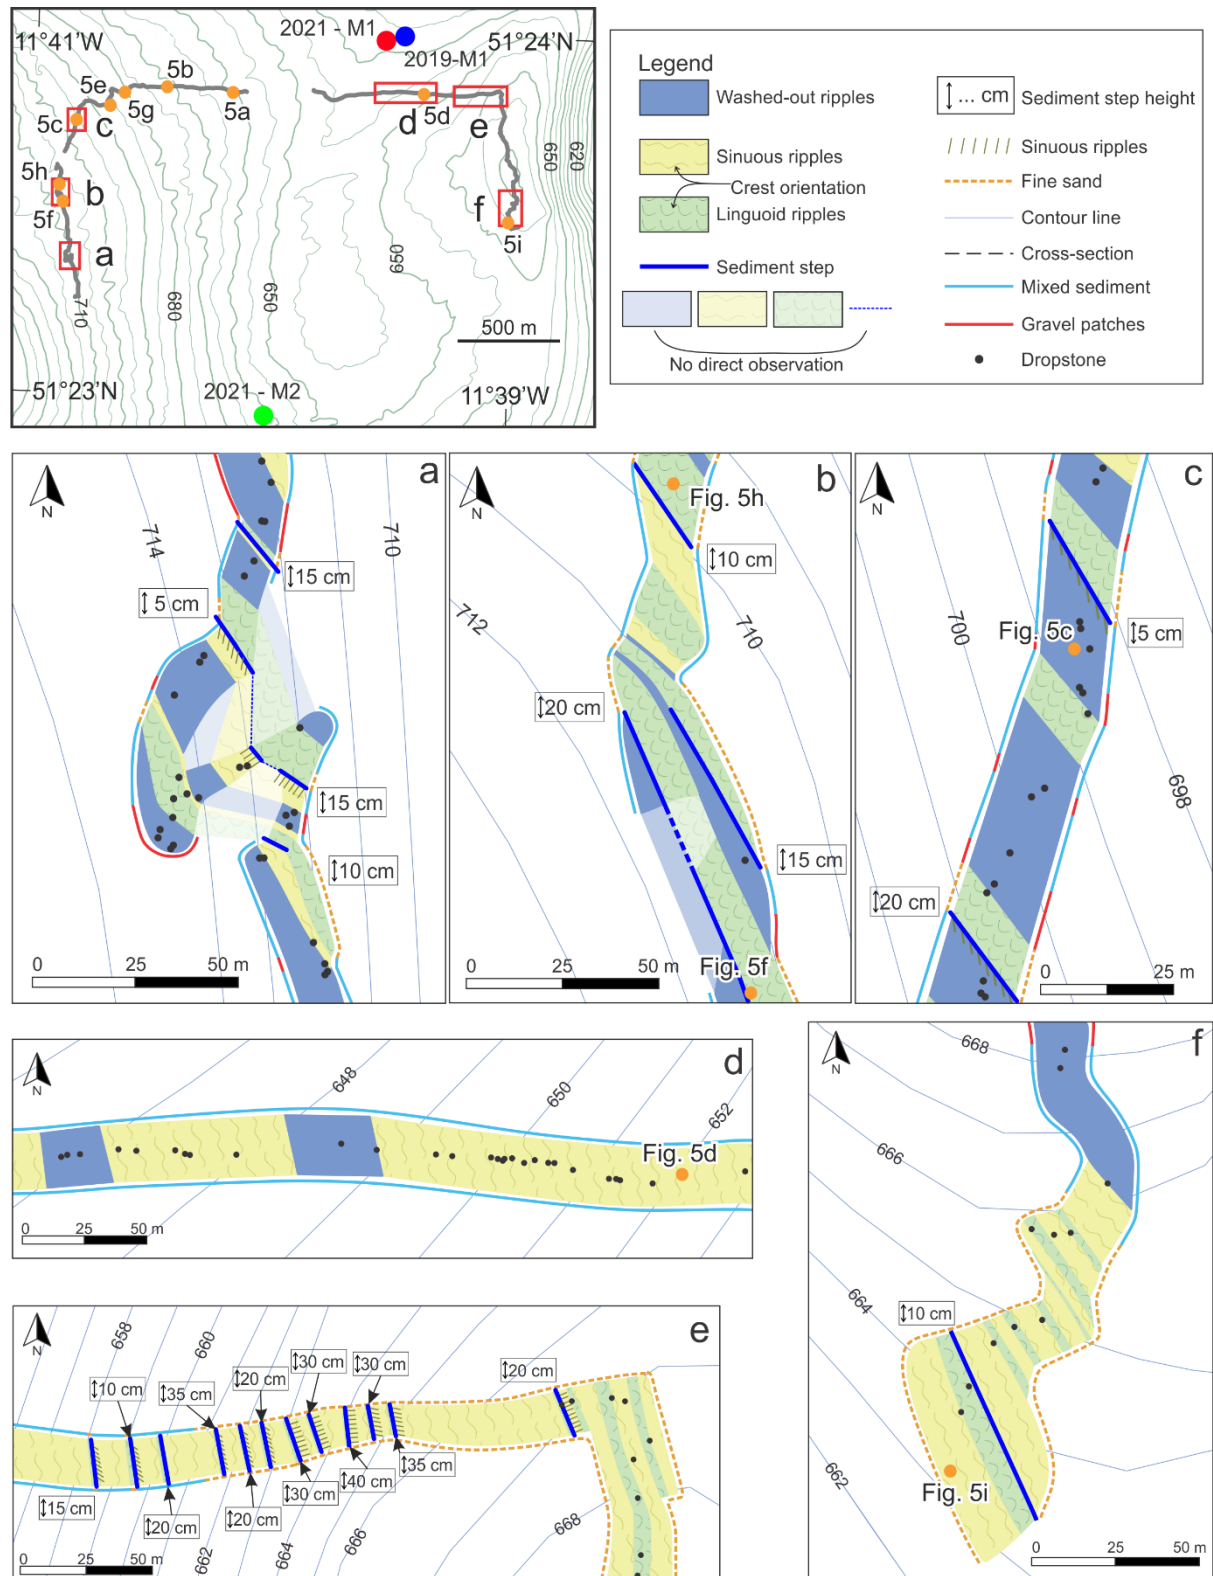 11°41'W
2021 - M1
51°24'N
2019-M1
5e
5b
5g
5a
5c
c
d
5d
e
5h
b
5f
a
f
5i
650
620
650
710
680
650
500 m
51°23'N
2021 - M2
11°39'W
Legend
Washed-out ripples
Sinuous ripples
Crest orientation
Linguoid ripples
Sediment step
No direct observation
... cm
Sediment step height
Sinuous ripples
Fine sand
Contour line
Cross-section
Mixed sediment
Gravel patches
Dropstone
a
N
714
710
15 cm
5 cm
15 cm
10 cm
0 25 50 m
b
N
Fig. 5h
10 cm
712
710
20 cm
15 cm
Fig. 5f
0 25 50 m
c
N
700
Fig. 5c
5 cm
698
20 cm
0 25 m
d
N
648
650
652
Fig. 5d
0 25 50 m
e
N
658
660
10 cm
35 cm
20 cm
30 cm
30 cm
20 cm
15 cm
20 cm
20 cm
30 cm
40 cm
35 cm
662
664
666
668
0 25 50 m
f
N
668
666
664
10 cm
662
Fig. 5i
0 25 50 m